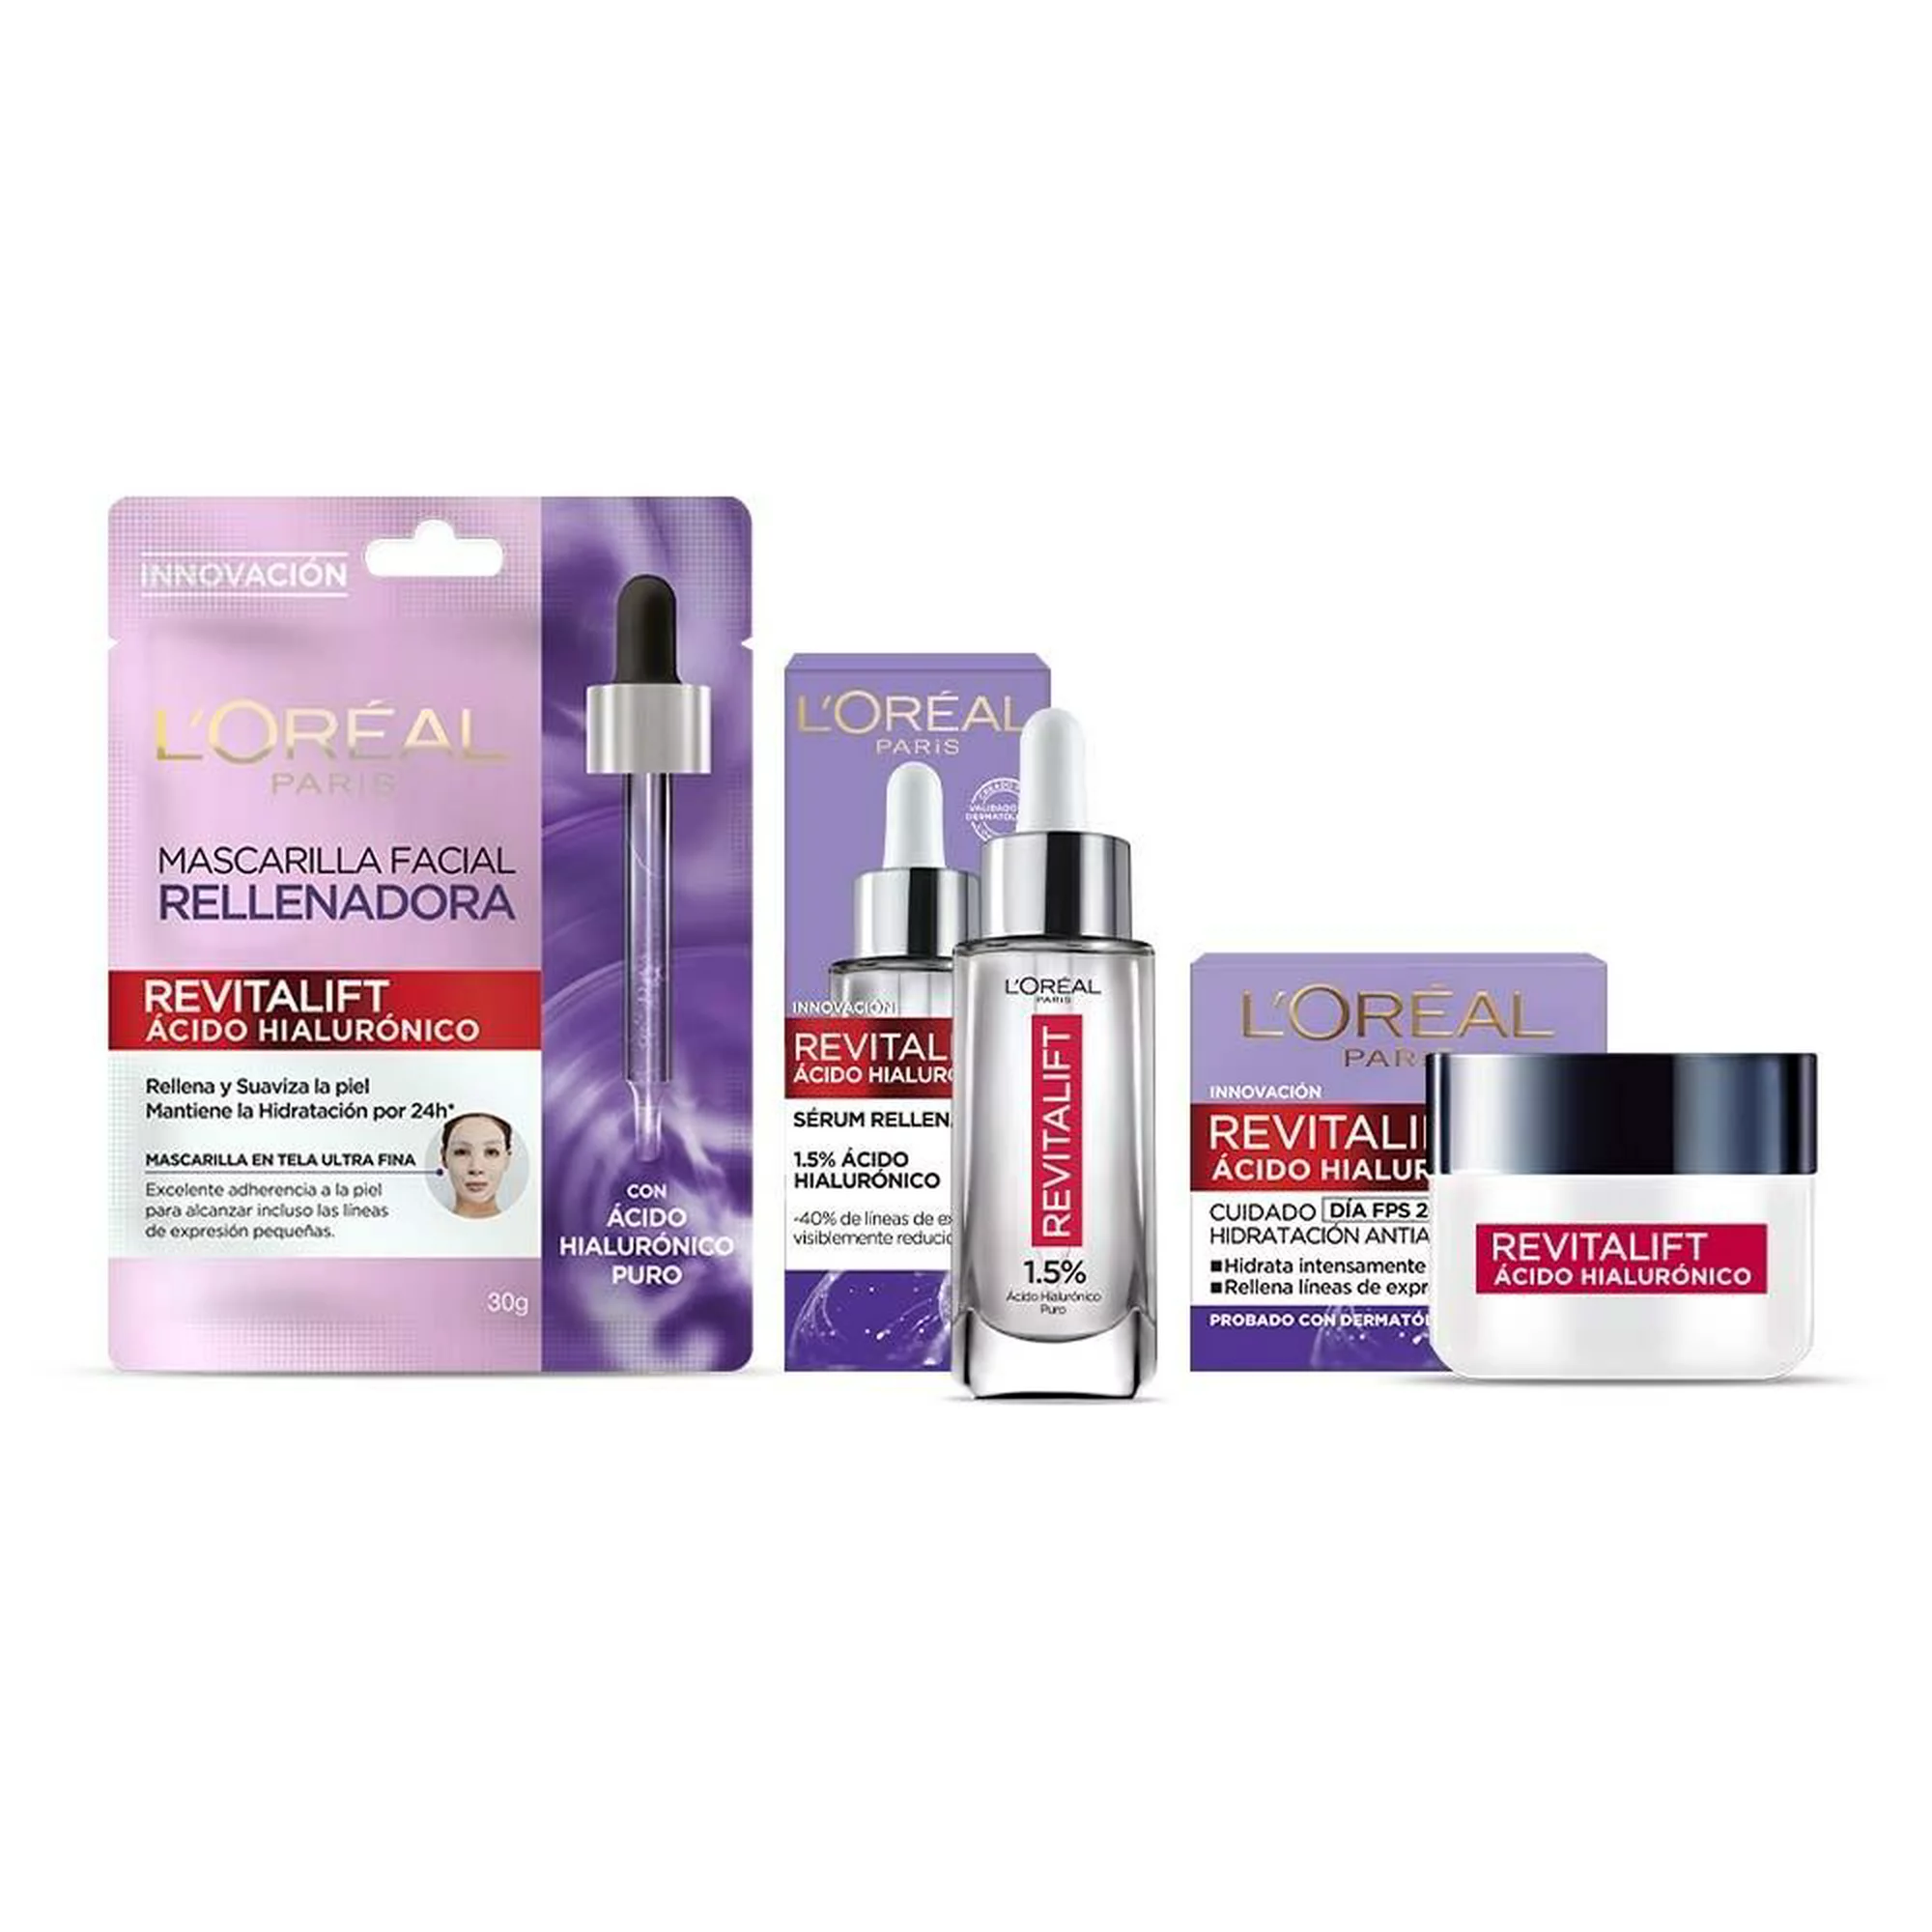 INNOVACIÓN
L'ORÉAL
PARIS
MASCARILLA FACIAL
RELLENADORA
REVITALIFT
ÁCIDO HIALURÓNICO
Rellena y Suaviza la piel
Mantiene la Hidratación por 24h*
MASCARILLA EN TELA ULTRA FINA
Excelente adherencia a la piel
para alcanzar incluso las líneas
de expresión pequeñas.
30g
CON
ÁCIDO
HIALURÓNICO
PURO
L'ORÉAL
PARIS
VALIDADO
INNOVACIÓN
REVITAL
ÁCIDO HIALUR
SÉRUM RELLEN
1.5% ÁCIDO
HIALURÓNICO
-40% de líneas de ex
visiblemente reduci
L'ORÉAL
PARIS
REVITALIFT
1.5%
Ácido Hialurónico
Puro
L'ORÉAL
PAR
INNOVACIÓN
REVITALI
ÁCIDO HIALUR
CUIDADO DÍA FPS 2
HIDRATACIÓN ANTIA
Hidrata intensamente
Rellena líneas de expr
PROBADO CON DERMATÓL
REVITALIFT
ÁCIDO HIALURÓNICO